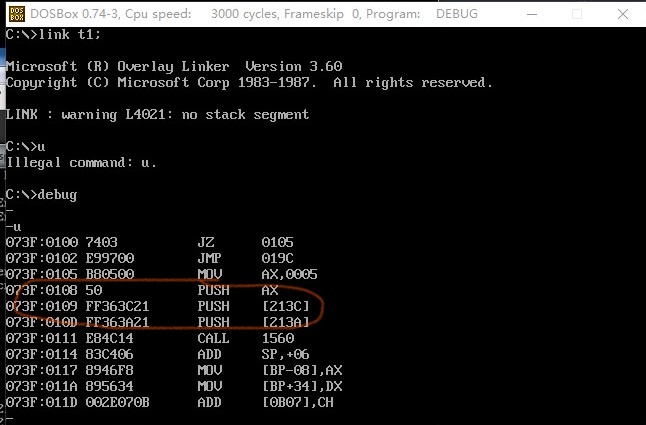 DOSBox 0.74-3, Cpu speed: 3000 cycles, Frameskip 0, Program: DEBUG
C:\>link t1;
Microsoft (R) Overlay Linker Version 3.60
Copyright (C) Microsoft Corp 1983-1987. All rights reserved.
LINK : warning L4021: no stack segment
C:\>u
Illegal command: u.
C:\>debug
-
-u
073F:0100 7403 JZ 0105
073F:0102 E99700 JMP 019C
073F:0105 B80500 MOV AX,0005
073F:0108 50 PUSH AX
073F:0109 FF363C21 PUSH [213C]
073F:010D FF363A21 PUSH [213A]
073F:0111 E84C14 CALL 1560
073F:0114 83C406 ADD SP,+06
073F:0117 8946F8 MOV [BP-08],AX
073F:011A 895634 MOV [BP+34],DX
073F:011D 002E070B ADD [0B07],CH
-